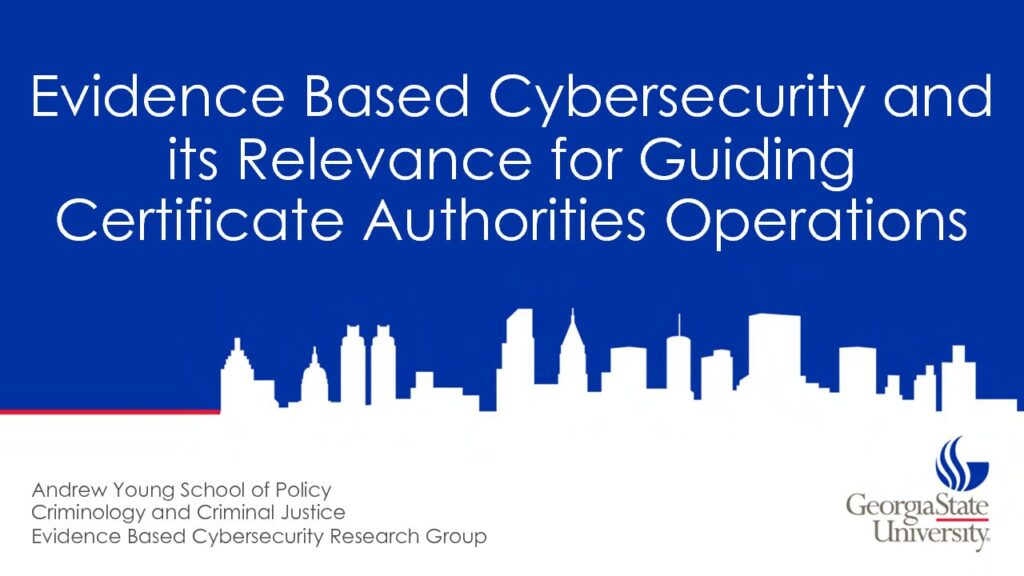 Evidence Based Cybersecurity and
its Relevance for Guiding
Certificate Authorities Operations
Andrew Young School of Policy
Criminology and Criminal Justice
Evidence Based Cybersecurity Research Group
GeorgiaState
University